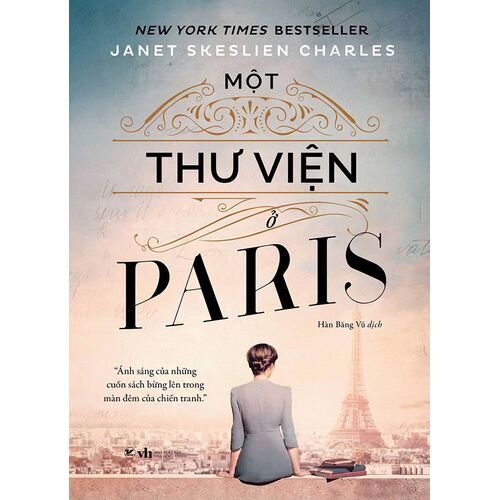 NEW YORK TIMES BESTSELLER
JANET SKESLIEN CHARLES
MỘT
THƯ VIỆN
ở
PARIS
Hàn Băng Vũ dịch
“Ánh sáng của những
cuốn sách bừng lên trong
màn đêm của chiến tranh.”
vh